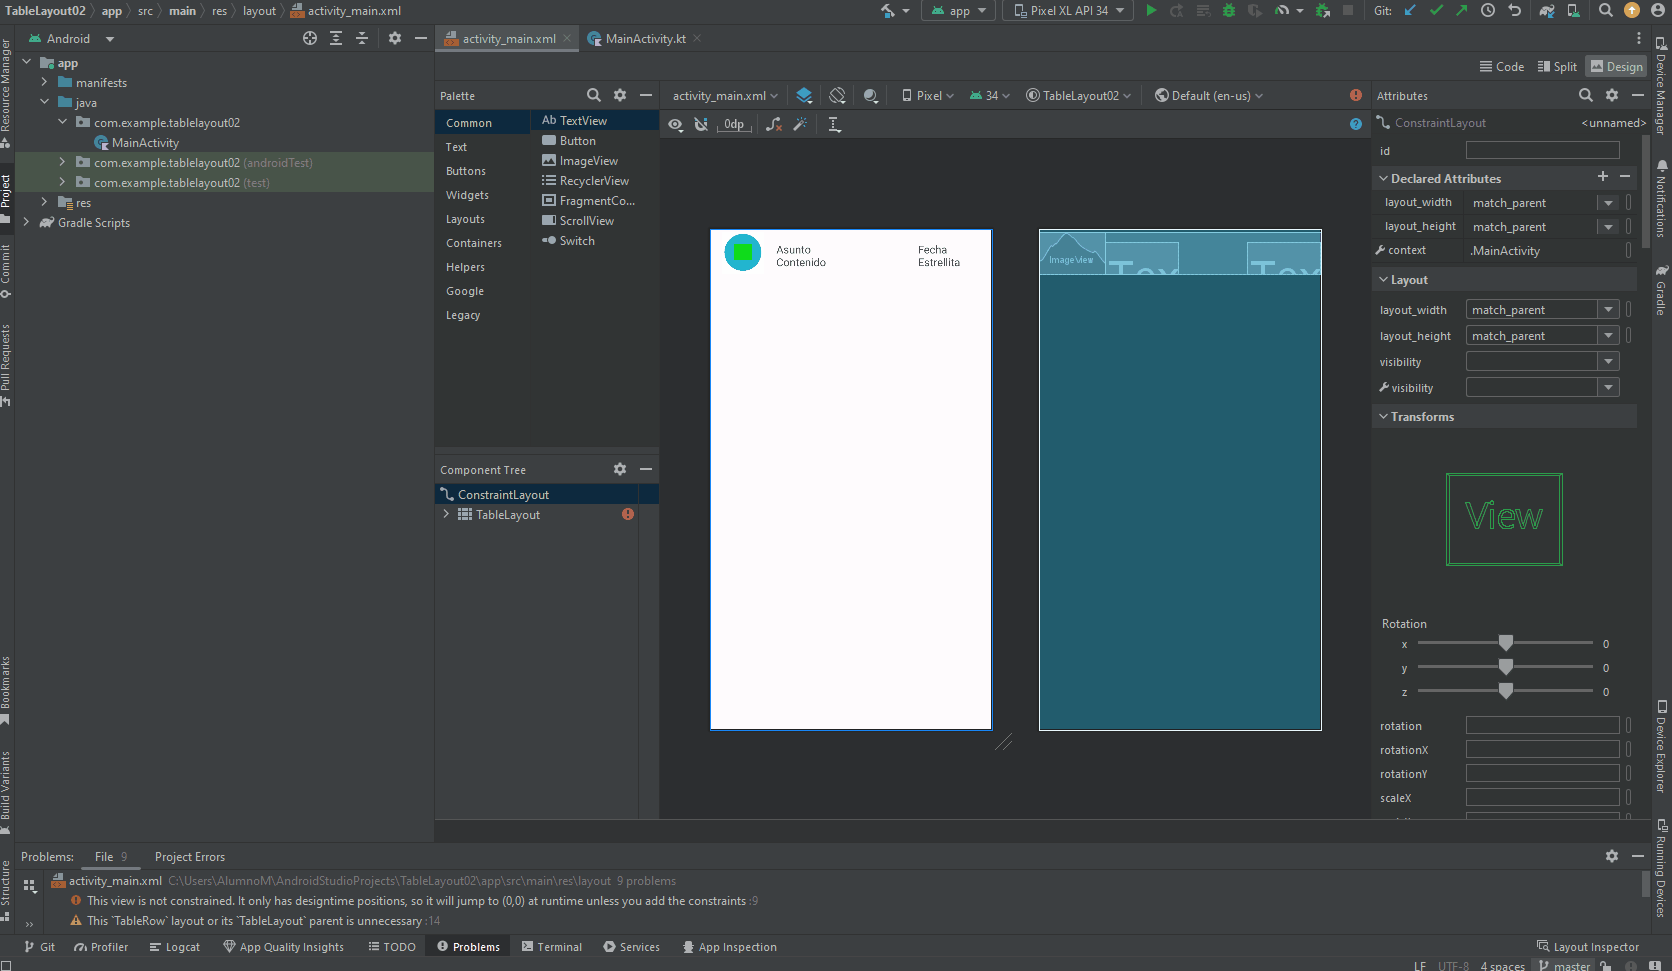 TableLayout02 app src main res layout activity_main.xml app Pixel XL API 34 Git:
Android
activity_main.xml MainActivity.kt
app
manifests
java
com.example.tablelayout02
MainActivity
com.example.tablelayout02 (androidTest)
com.example.tablelayout02 (test)
res
Gradle Scripts
Code Split Design
Palette
Common
Text
Buttons
Widgets
Layouts
Containers
Helpers
Google
Legacy
Ab TextView
Button
ImageView
RecyclerView
FragmentCo...
ScrollView
Switch
activity_main.xml Pixel 34 TableLayout02 Default (en-us)
0dp
Asunto Fecha
Contenido Estrellita
ImageView
Component Tree
ConstraintLayout
TableLayout
Attributes
ConstraintLayout <unnamed>
id
Declared Attributes
layout_width match_parent
layout_height match_parent
context .MainActivity
Layout
layout_width match_parent
layout_height match_parent
visibility
visibility
Transforms
View
Rotation
x 0
y 0
z 0
rotation
rotationX
rotationY
scaleX
Problems: File 9 Project Errors
activity_main.xml C:\Users\AlumnoM\AndroidStudioProjects\TableLayout02\app\src\main\res\layout 9 problems
This view is not constrained. It only has designtime positions, so it will jump to (0,0) at runtime unless you add the constraints :9
This `TableRow` layout or its `TableLayout` parent is unnecessary :14
Git Profiler Logcat App Quality Insights TODO Problems Terminal Services App Inspection Layout Inspector
LF UTF-8 4 spaces master
Resource Manager
Project
Commit
Pull Requests
Bookmarks
Build Variants
Structure
Device Manager
Notifications
Gradle
Device Explorer
Running Devices